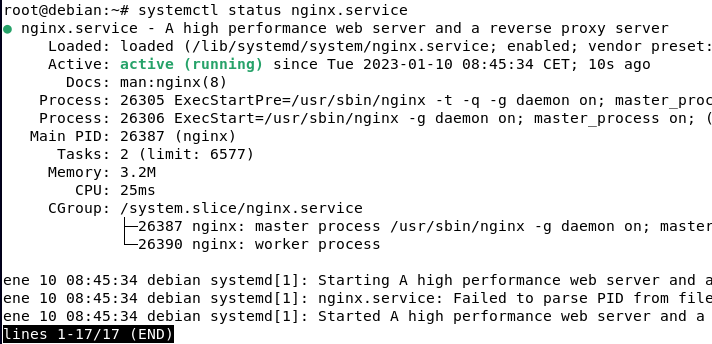 root@debian:~# systemctl status nginx.service
● nginx.service - A high performance web server and a reverse proxy server
Loaded: loaded (/lib/systemd/system/nginx.service; enabled; vendor preset:
Active: active (running) since Tue 2023-01-10 08:45:34 CET; 10s ago
Docs: man:nginx(8)
Process: 26305 ExecStartPre=/usr/sbin/nginx -t -q -g daemon on; master_proc
Process: 26306 ExecStart=/usr/sbin/nginx -g daemon on; master_process on; (
Main PID: 26387 (nginx)
Tasks: 2 (limit: 6577)
Memory: 3.2M
CPU: 25ms
CGroup: /system.slice/nginx.service
├─26387 nginx: master process /usr/sbin/nginx -g daemon on; master
└─26390 nginx: worker process
ene 10 08:45:34 debian systemd[1]: Starting A high performance web server and a
ene 10 08:45:34 debian systemd[1]: nginx.service: Failed to parse PID from file
ene 10 08:45:34 debian systemd[1]: Started A high performance web server and a
lines 1-17/17 (END)